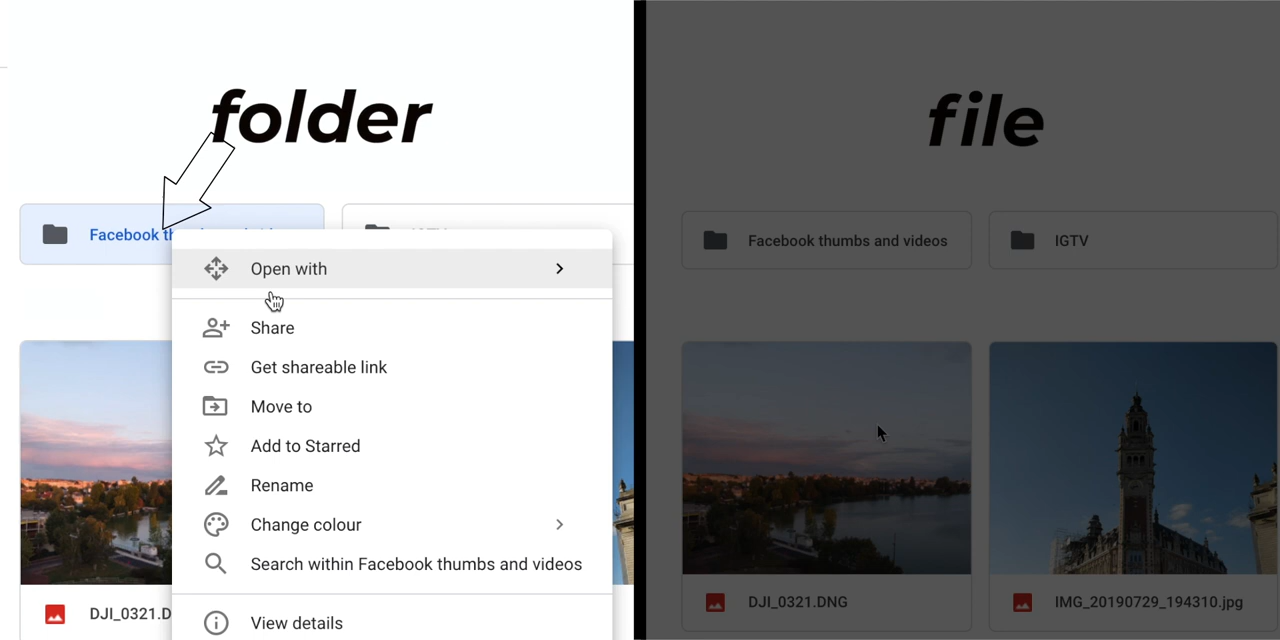 folder
Facebook th
Open with
Share
Get shareable link
Move to
Add to Starred
Rename
Change colour
Search within Facebook thumbs and videos
View details
DJI_0321.D
file
Facebook thumbs and videos
IGTV
DJI_0321.DNG
IMG_20190729_194310.jpg